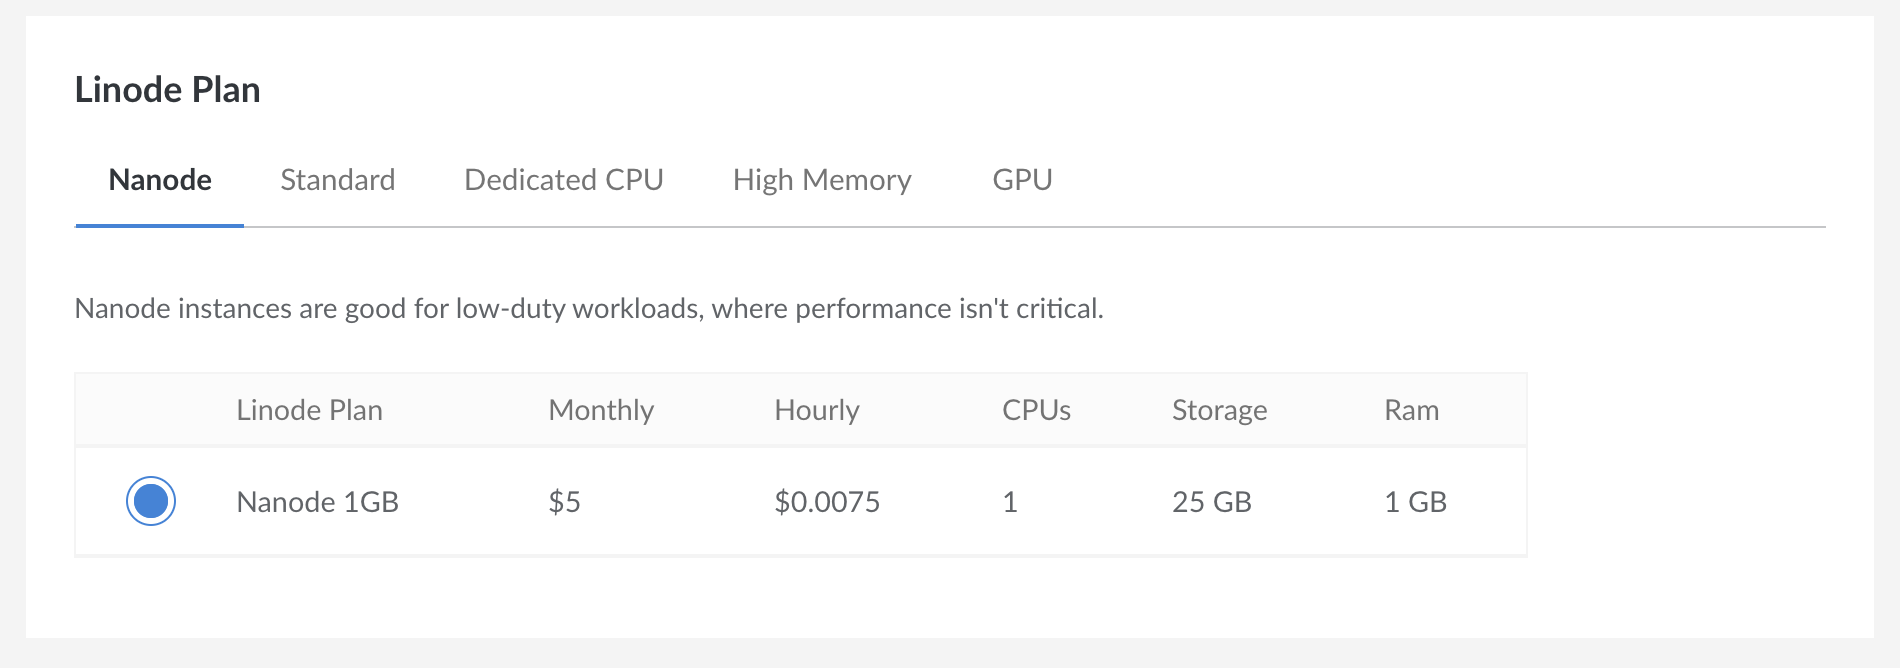 Linode Plan
Nanode Standard Dedicated CPU High Memory GPU
Nanode instances are good for low-duty workloads, where performance isn't critical.
Linode Plan Monthly Hourly CPUs Storage Ram
Nanode 1GB $5 $0.0075 1 25 GB 1 GB